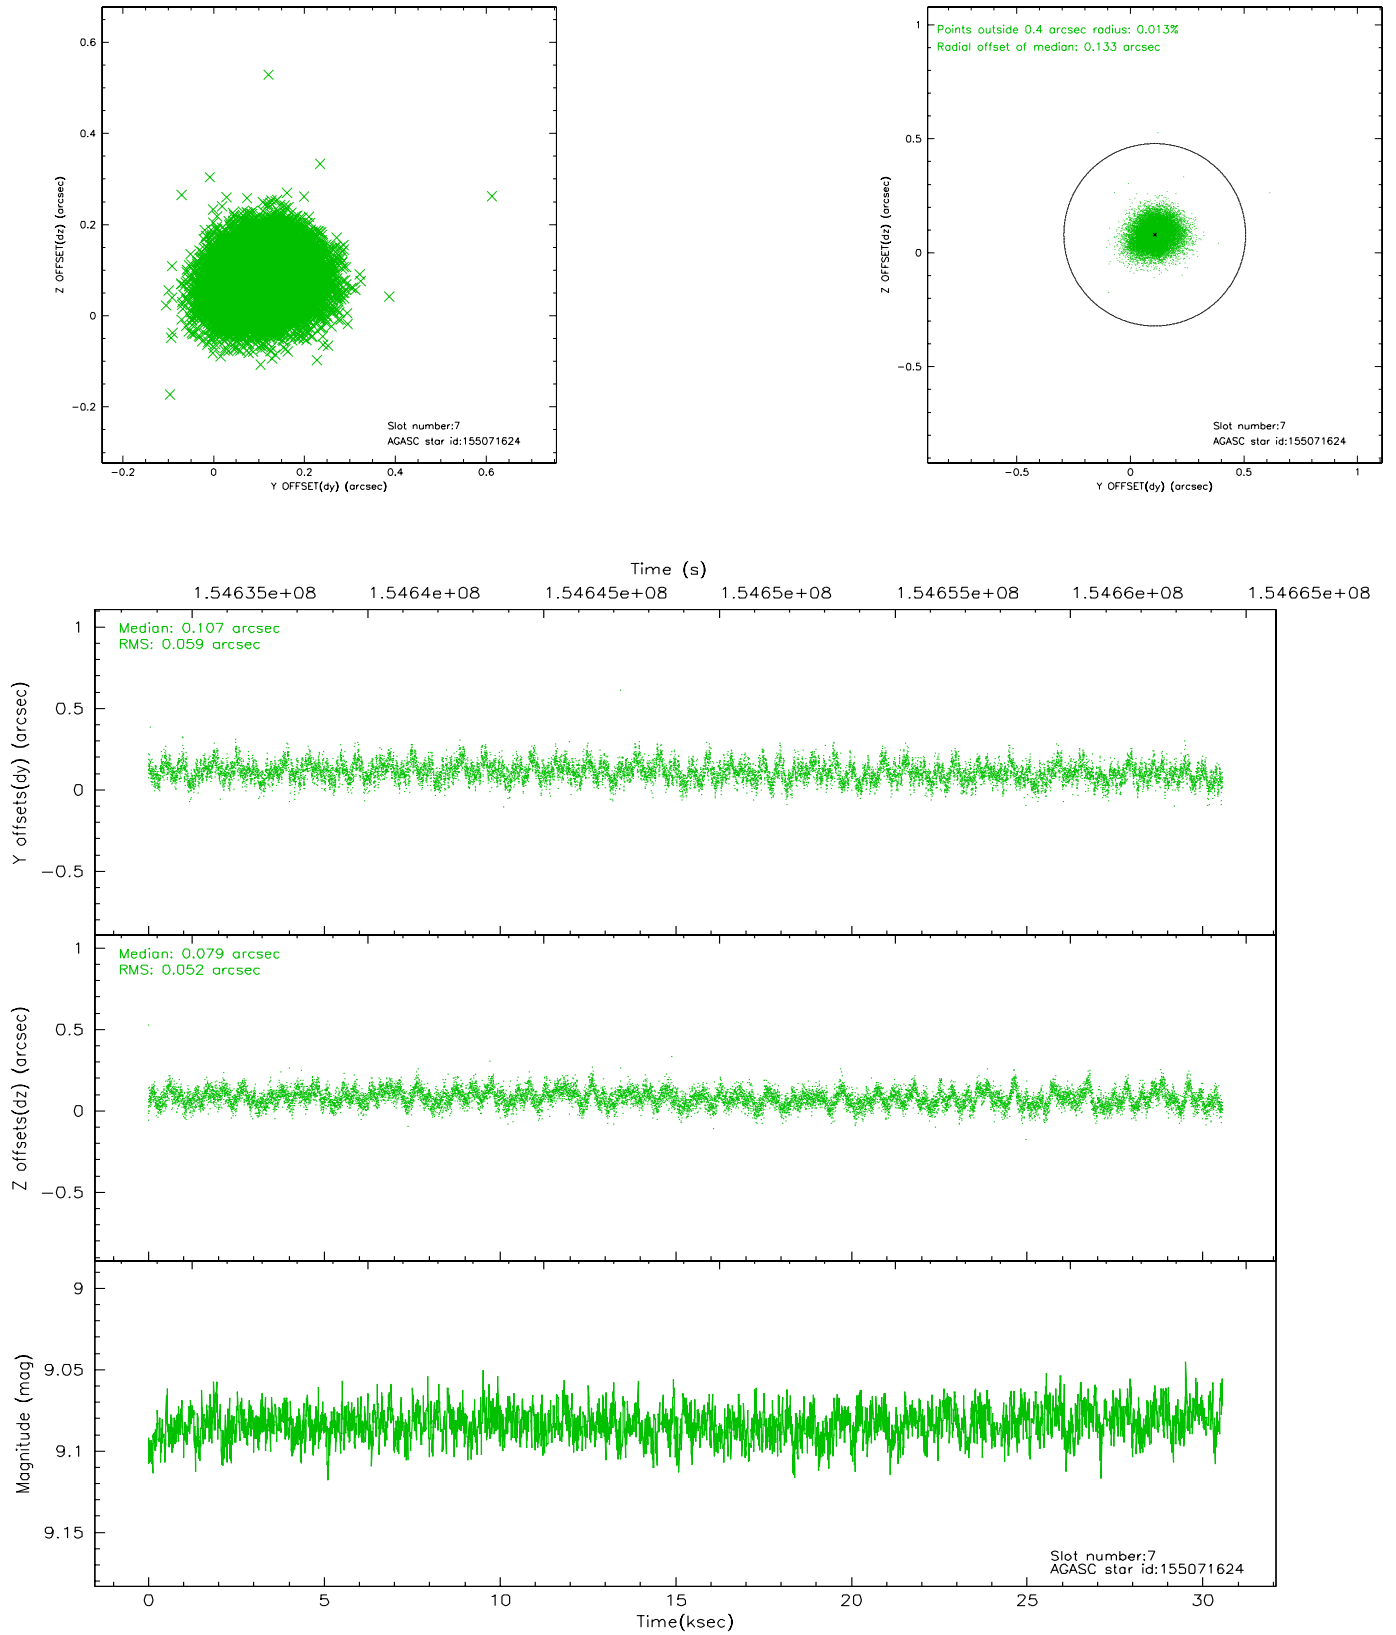 0.6
0.4
0.2
0
−0.2
Z OFFSET(dz) (arcsec)
Slot number:7
AGASC star id:155071624
−0.2 0 0.2 0.4 0.6
Y OFFSET(dy) (arcsec)
Points outside 0.4 arcsec radius: 0.013%
Radial offset of median: 0.133 arcsec
1
0.5
0
−0.5
Z OFFSET(dz) (arcsec)
Slot number:7
AGASC star id:155071624
−0.5 0 0.5 1
Y OFFSET(dy) (arcsec)
Time (s)
1.54635e+08 1.5464e+08 1.54645e+08 1.5465e+08 1.54655e+08 1.5466e+08 1.54665e+08
Median: 0.107 arcsec
RMS: 0.059 arcsec
1
0.5
0
−0.5
Y offsets(dy) (arcsec)
Median: 0.079 arcsec
RMS: 0.052 arcsec
1
0.5
0
−0.5
Z offsets(dz) (arcsec)
9
9.05
9.1
9.15
Magnitude (mag)
Slot number:7
AGASC star id:155071624
0 5 10 15 20 25 30
Time(ksec)